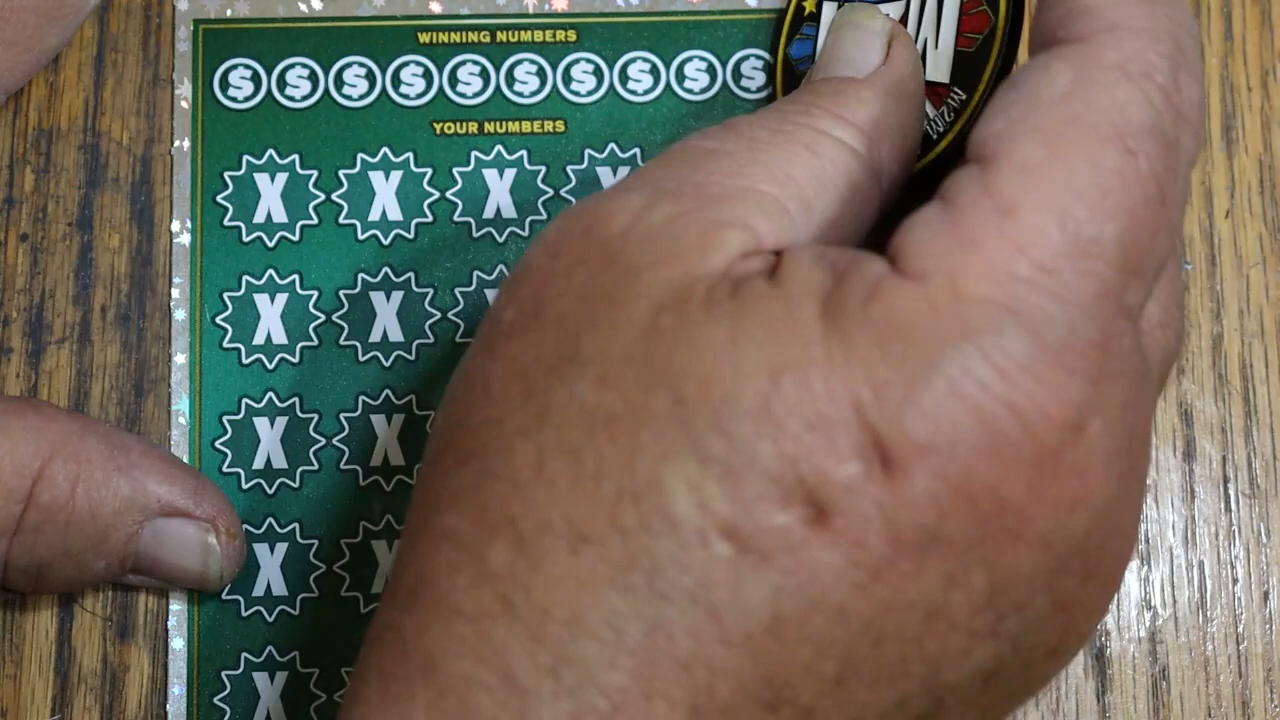 WINNING NUMBERS
$ $ $ $ $ $ $ $ $ $
YOUR NUMBERS
X X X X
X X
X X
X X
X